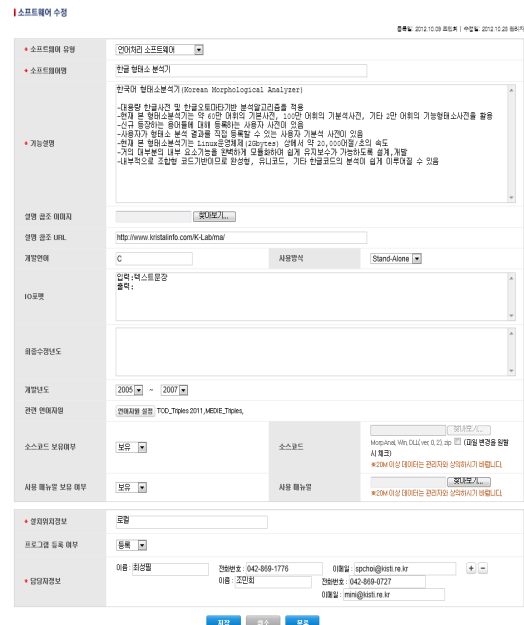 소프트웨어 수정
등록일: 2012.10.09 조민희 | 수정일: 2012.10.23 관리자
* 소프트웨어 유형
언어처리 소프트웨어
* 소프트웨어명
한글 형태소 분석기
* 기능설명
한국어 형태소분석기(Korean Morphological Analyzer)
-대용량 한글사전 및 한글오토마타기반 분석알고리즘을 적용
-현재 본 형태소분석기는 약 60만 어휘의 기본사전, 100만 어휘의 기분석사전, 기타 2만 어휘의 기능형태소사전을 활용
-신규 등장하는 용어들에 대해 등록하는 사용자 사전이 있음
-사용자가 형태소 분석 결과를 직접 등록할 수 있는 사용자 기분석 사전이 있음
-현재 본 형태소분석기는 Linux운영체제(2Gbytes) 상에서 약 20,000어절/초의 속도
-거의 대부분의 내부 요소기능을 완벽하게 모듈화하여 쉽게 유지보수가 가능하도록 설계,개발
-내부적으로 조합형 코드기반이므로 완성형, 유니코드, 기타 한글코드의 분석이 쉽게 이루어질 수 있음
설명 참조 이미지
찾아보기...
설명 참조 URL
http://www.kristalinfo.com/K-Lab/ma/
개발언어
C
사용방식
Stand-Alone
IO포맷
입력:텍스트문장
출력:
최종수정년도
개발년도
2005 ~ 2007
관련 언어자원
언어자원 설정 TOD_Triples 2011,MEDIE_Triples,
소스코드 보유여부
보유
소스코드
찾아보기...
MorpAnal, Win, DLL( ver, 0, 2), zip (파일 변경을 원할
시 체크)
※20M 이상 데이터는 관리자와 상의하시기 바랍니다.
사용 매뉴얼 보유 여부
보유
사용 매뉴얼
찾아보기...
※20M 이상 데이터는 관리자와 상의하시기 바랍니다.
* 설치위치정보
로컬
프로그램 등록 여부
등록
* 담당자정보
이름: 최성필 전화번호: 042-869-1776 이메일: spchoi@kisti.re.kr + -
이름: 조민희 전화번호: 042-869-0727
이메일: mini@kisti.re.kr
저장 취소 목록